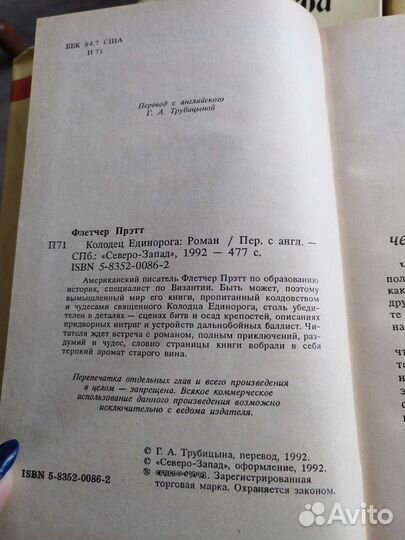 ББК 84.7 США
П 71
Перевод с английского
Г. А. Трубицыной
Флетчер Прэтт
П71 Колодец Единорога: Роман / Пер. с англ. —
СПб.: «Северо-Запад», 1992 — 477 с.
ISBN 5-8352-0086-2
Американский писатель Флетчер Прэтт по образованию
историк, специалист по Византии. Быть может, поэтому
вымышленный мир его книги, пропитанный колдовством
и чудесами священного Колодца Единорога, столь убе-
дителен в деталях — сценах битв и осад крепостей, описаниях
придворных интриг и устройств дальнобойных баллист. Чи-
тателя ждет встреча с романом, полным приключений, раз-
думий и чудес, словно страницы книги вобрали в себя
терпкий аромат старого вина.
Перепечатка отдельных глав и всего произведения
в целом — запрещена. Всякое коммерческое
использование данного произведения возможно
исключительно с ведома издателя.
© Г. А. Трубицына, перевод, 1992.
© «Северо-Запад», оформление, 1992.
® Зарегистрированная
торговая марка. Охраняется законом.
ISBN 5-8352-0086-2
Avito